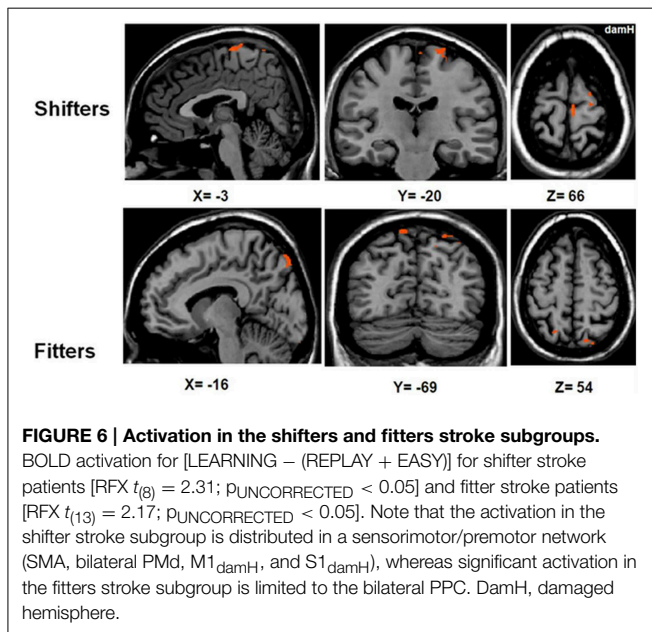 damH
Shifters
X= -3
Y= -20
Z= 66
Fitters
X= -16
Y= -69
Z= 54
FIGURE 6 | Activation in the shifters and fitters stroke subgroups.
BOLD activation for [LEARNING − (REPLAY + EASY)] for shifter stroke
patients [RFX t(8) = 2.31; pUNCORRECTED < 0.05] and fitter stroke patients
[RFX t(13) = 2.17; pUNCORRECTED < 0.05]. Note that the activation in the
shifter stroke subgroup is distributed in a sensorimotor/premotor network
(SMA, bilateral PMd, M1damH, and S1damH), whereas significant activation in
the fitters stroke subgroup is limited to the bilateral PPC. DamH, damaged
hemisphere.